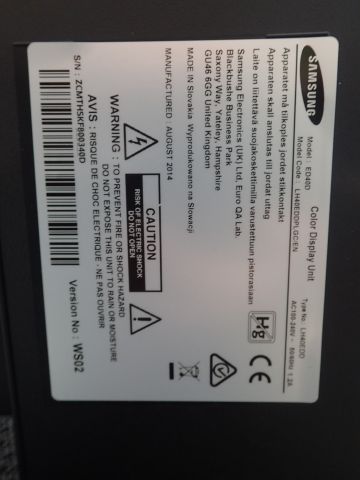 SAMSUNG
Color Display Unit
Model : ED40D
Type No. : LH40EDD
Model Code : LH40EDDPLGC/EN
AC100-240V~ 50/60Hz 1.2A
Apparatet må tilkoples jordet stikkontakt
Apparaten skall anslutas till jordat uttag
Laite on liitettävä suojakoskettimilla varustettuun pistorasiaan
Samsung Electronics (UK) Ltd, Euro QA Lab.
Blackbushe Business Park
Saxony Way, Yateley, Hampshire
GU46 6GG United Kingdom
Hg
CE
MADE in Slovakia Wyprodukowano na Słowacji
MANUFACTURED : AUGUST 2014
CAUTION
RISK OF ELECTRIC SHOCK
DO NOT OPEN
WARNING : TO PREVENT FIRE OR SHOCK HAZARD
DO NOT EXPOSE THIS UNIT TO RAIN OR MOISTURE
AVIS : RISQUE DE CHOC ELECTRIQUE - NE PAS OUVRIR
S/N : ZCMTH5KF800340D
Version No : WS02